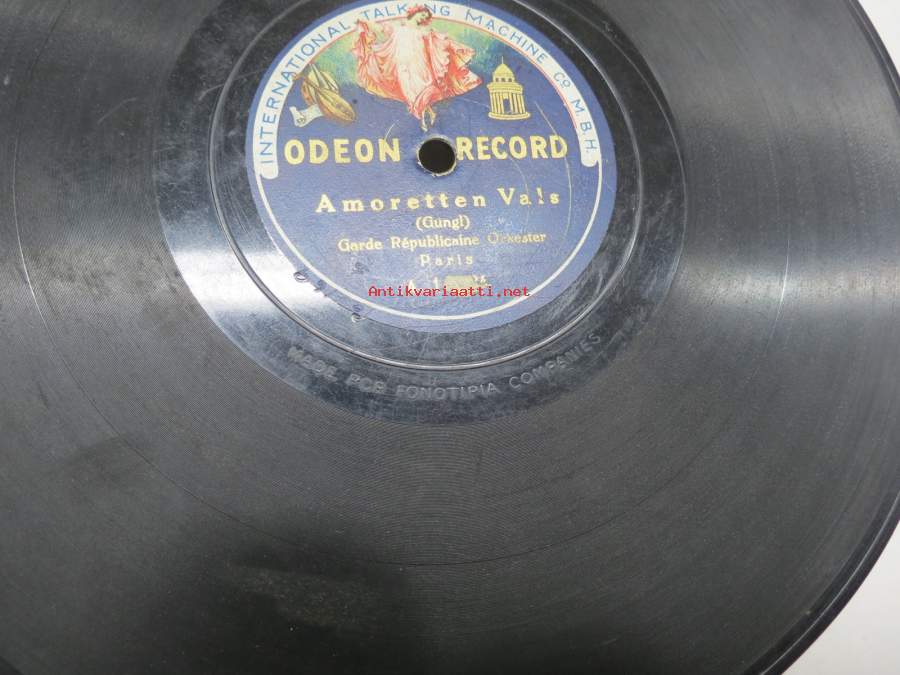 INTERNATIONAL TALKING MACHINE Co M.B.H.
ODEON RECORD
Amoretten Vals
(Gungl)
Garde Républicaine Orkester
Paris
Antikvariaatti.net
MADE FOR FONOTIPIA COMPANIES